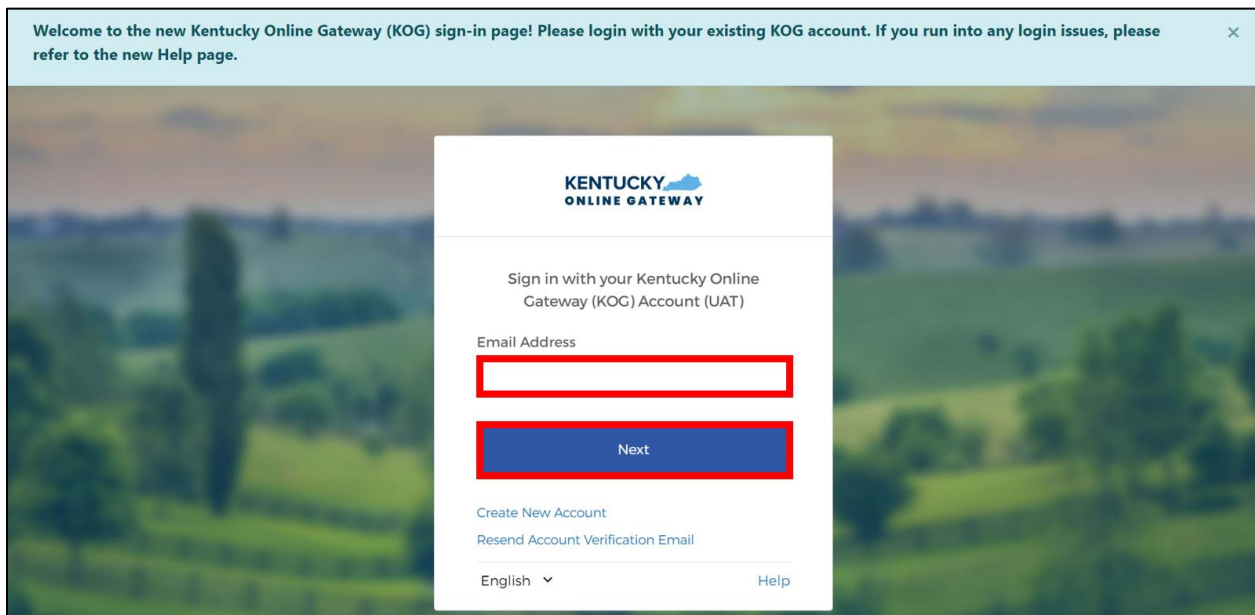 Welcome to the new Kentucky Online Gateway (KOG) sign-in page! Please login with your existing KOG account. If you run into any login issues, please
refer to the new Help page.
×
KENTUCKY
ONLINE GATEWAY
Sign in with your Kentucky Online
Gateway (KOG) Account (UAT)
Email Address
Next
Create New Account
Resend Account Verification Email
English
Help